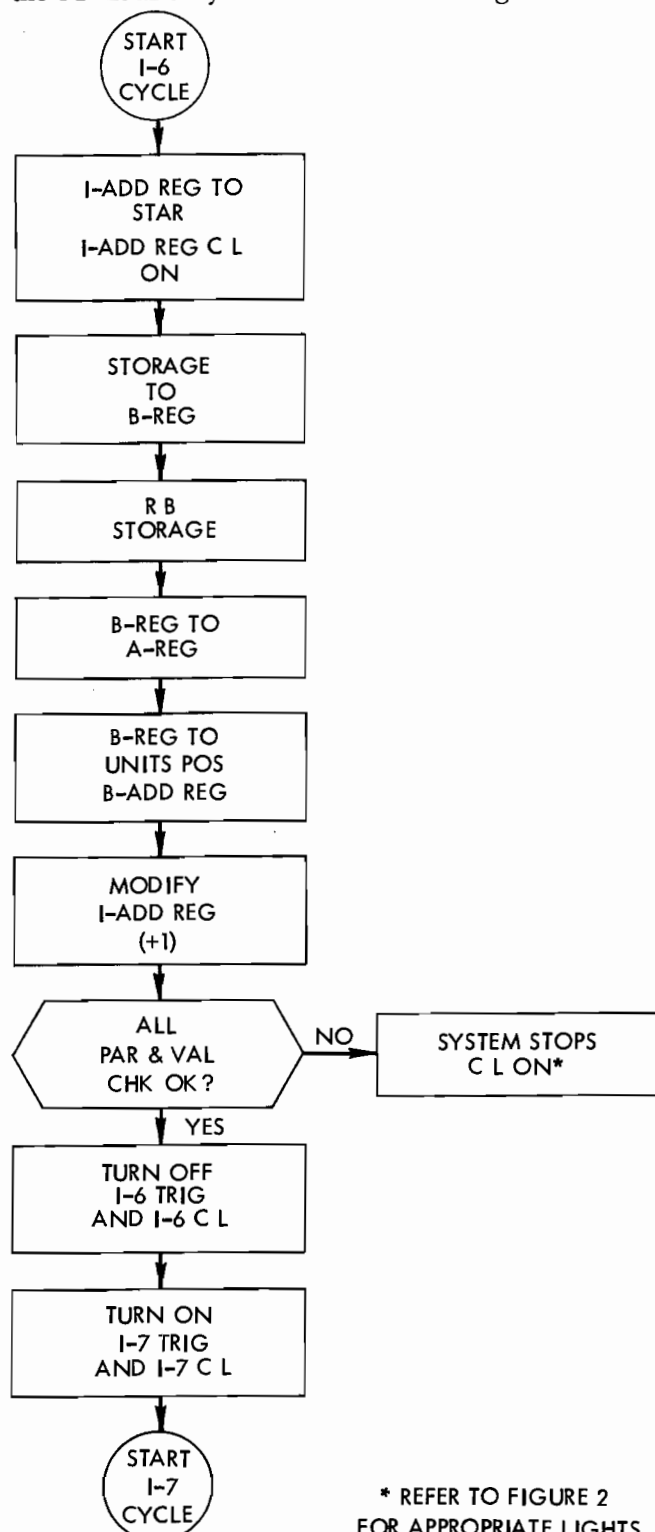 START
I-6
CYCLE
I-ADD REG TO
STAR
I-ADD REG C L
ON
STORAGE
TO
B-REG
R B
STORAGE
B-REG TO
A-REG
B-REG TO
UNITS POS
B-ADD REG
MODIFY
I-ADD REG
(+1)
ALL
PAR & VAL
CHK OK?
NO
SYSTEM STOPS
C L ON*
YES
TURN OFF
I-6 TRIG
AND I-6 C L
TURN ON
I-7 TRIG
AND I-7 C L
START
I-7
CYCLE
* REFER TO FIGURE 2
FOR APPROPRIATE LIGHTS